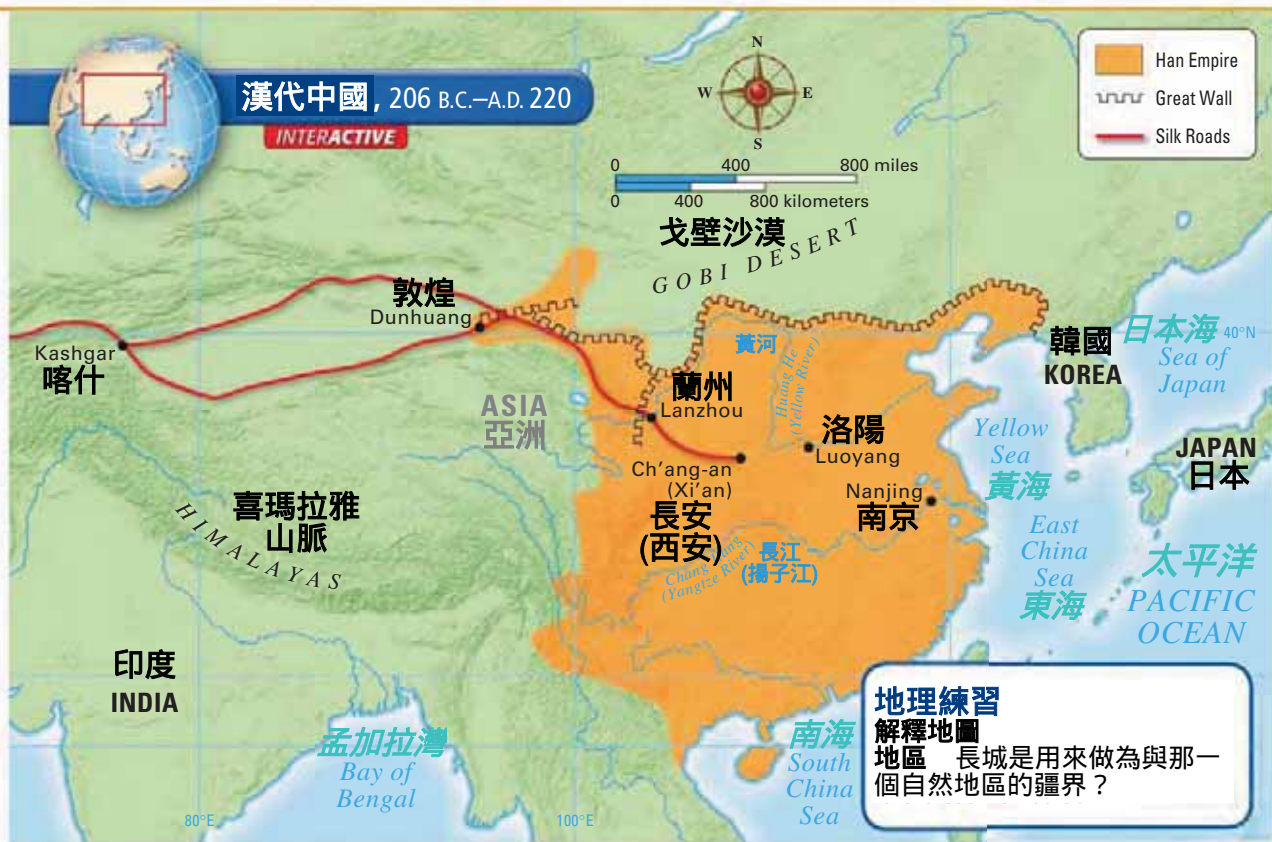 漢代中國, 206 B.C.–A.D. 220
INTERACTIVE
N
W
E
S
0 400 800 miles
0 400 800 kilometers
Han Empire
Great Wall
Silk Roads
戈壁沙漠
GOBI DESERT
敦煌
Dunhuang
Kashgar
喀什
ASIA
亞洲
蘭州
Lanzhou
黃河
Huang He
(Yellow River)
洛陽
Luoyang
Ch'ang-an
(Xi'an)
長安
(西安)
Nanjing
南京
長江
(揚子江)
Chang Jiang
(Yangtze River)
韓國
KOREA
日本海
40°N
Sea of
Japan
JAPAN
日本
Yellow
Sea
黃海
East
China
Sea
東海
太平洋
PACIFIC
OCEAN
喜瑪拉雅
山脈
HIMALAYAS
印度
INDIA
孟加拉灣
Bay of
Bengal
南海
South
China
Sea
80°E
100°E
地理練習
解釋地圖
地區 長城是用來做為與那一
個自然地區的疆界？